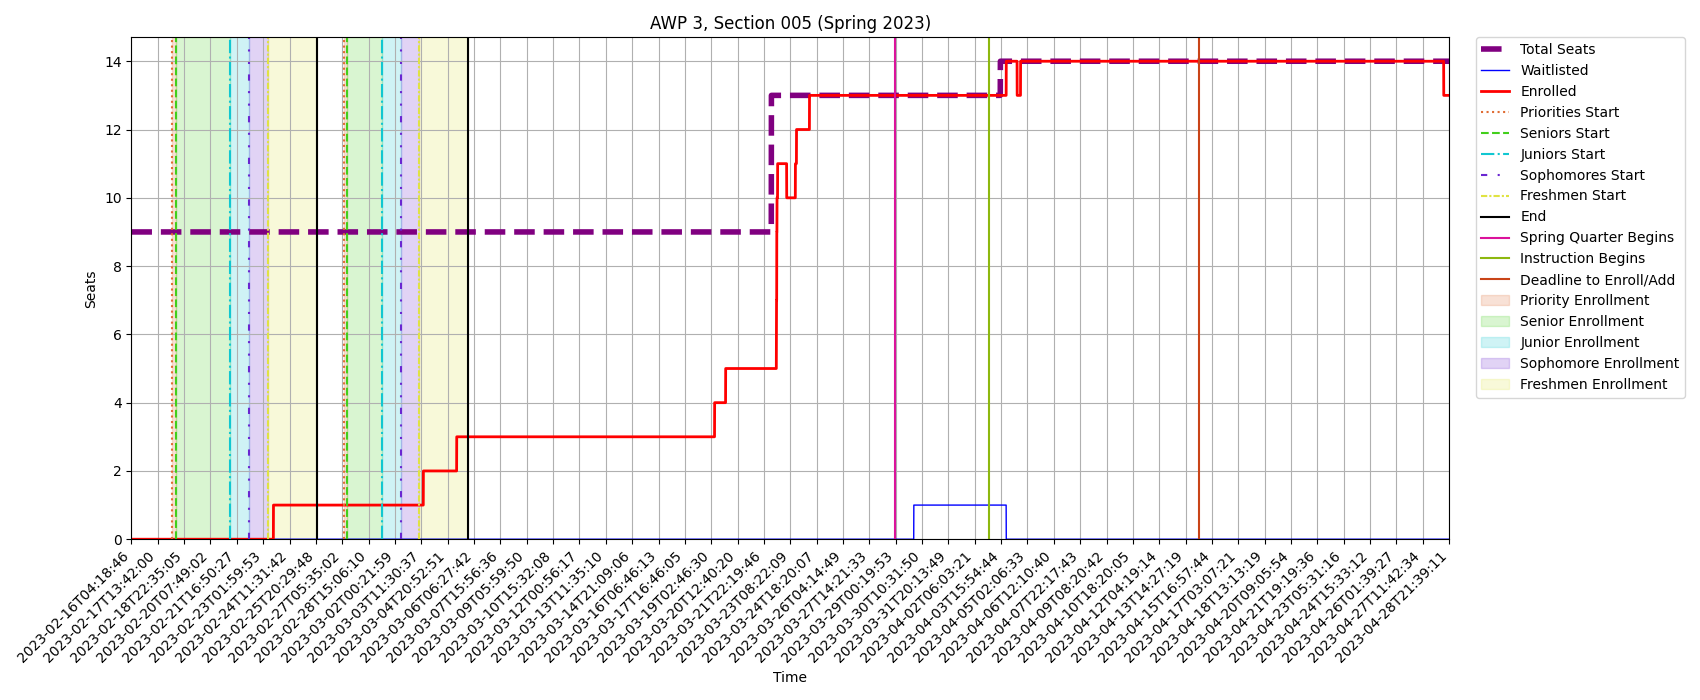 AWP 3, Section 005 (Spring 2023)
Seats
14
12
10
8
6
4
2
0
2023-02-16T04:18:46
2023-02-17T13:42:00
2023-02-18T22:35:05
2023-02-20T07:49:02
2023-02-21T16:50:27
2023-02-23T01:59:53
2023-02-24T11:31:42
2023-02-25T20:29:48
2023-02-27T05:35:02
2023-02-28T15:06:10
2023-03-02T00:21:59
2023-03-03T11:30:37
2023-03-04T20:52:51
2023-03-06T06:27:42
2023-03-07T15:56:36
2023-03-09T05:59:50
2023-03-10T15:32:08
2023-03-12T00:56:17
2023-03-13T11:35:10
2023-03-14T21:09:06
2023-03-16T06:46:13
2023-03-17T16:46:05
2023-03-19T02:46:30
2023-03-20T12:40:20
2023-03-21T22:19:46
2023-03-23T08:22:09
2023-03-24T18:20:07
2023-03-26T04:14:49
2023-03-27T14:21:33
2023-03-29T00:19:53
2023-03-30T10:31:50
2023-03-31T20:13:49
2023-04-02T06:03:21
2023-04-03T15:54:44
2023-04-05T02:06:33
2023-04-06T12:10:40
2023-04-07T22:17:43
2023-04-09T08:20:42
2023-04-10T18:20:05
2023-04-12T04:19:14
2023-04-13T14:27:19
2023-04-15T16:57:44
2023-04-17T03:07:21
2023-04-18T13:13:19
2023-04-20T09:05:54
2023-04-21T19:19:36
2023-04-23T05:31:16
2023-04-24T15:33:12
2023-04-26T01:39:27
2023-04-27T11:42:34
2023-04-28T21:39:11
Time
Total Seats
Waitlisted
Enrolled
Priorities Start
Seniors Start
Juniors Start
Sophomores Start
Freshmen Start
End
Spring Quarter Begins
Instruction Begins
Deadline to Enroll/Add
Priority Enrollment
Senior Enrollment
Junior Enrollment
Sophomore Enrollment
Freshmen Enrollment